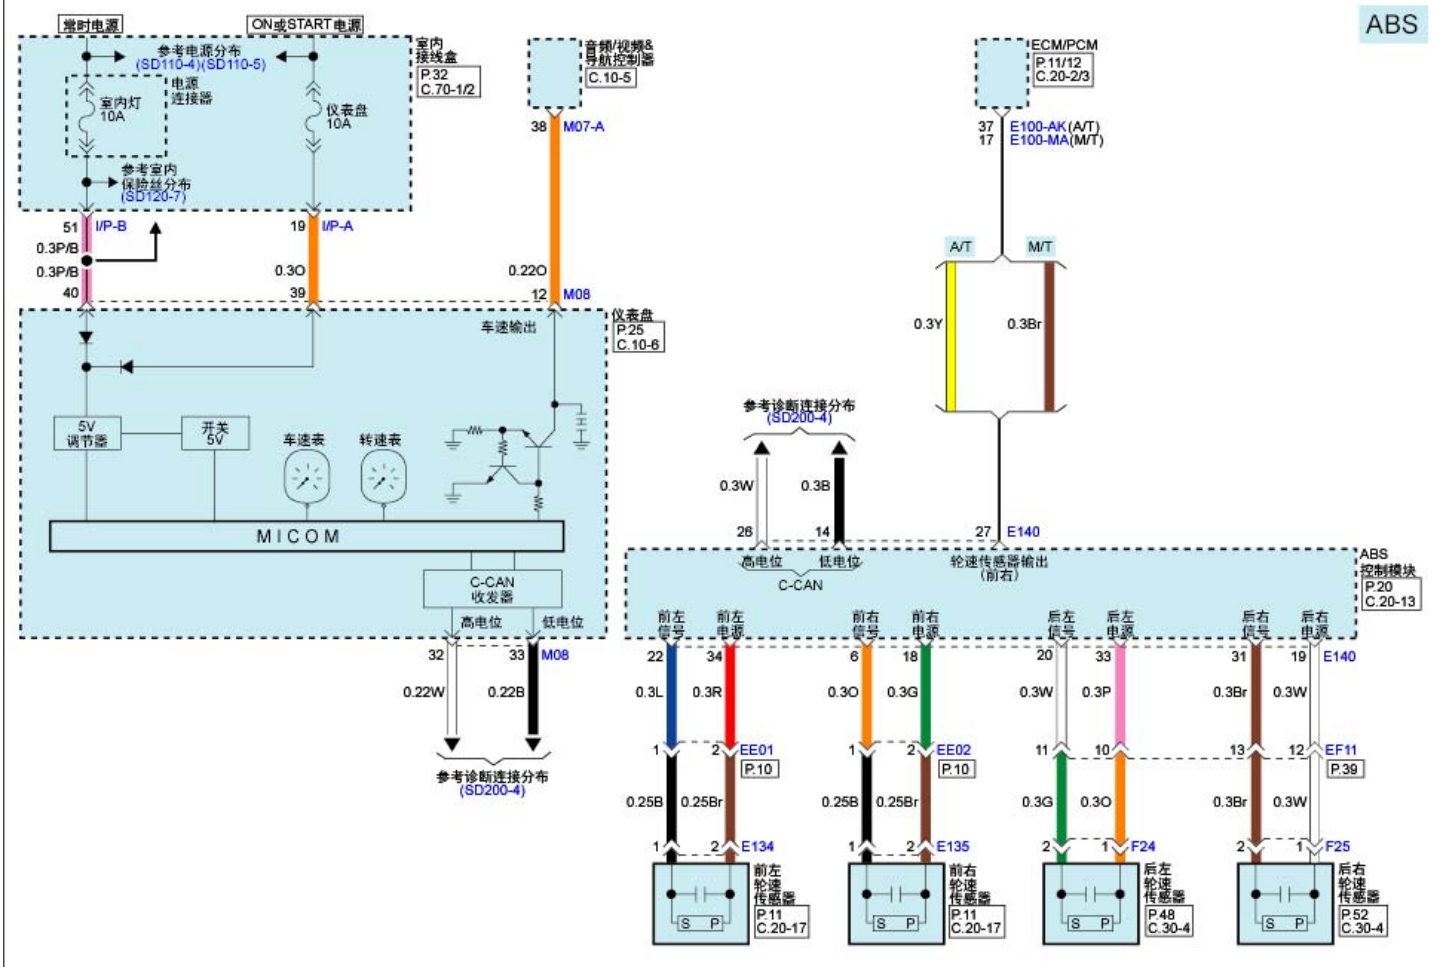 ABS
常时电源
ON或START电源
参考电源分布
(SD110-4)(SD110-5)
室内
接线盒
P.32
C.70-1/2
电源
连接器
室内灯
10A
仪表盘
10A
参考室内
保险丝分布
(SD120-7)
音频/视频&
导航控制器
C.10-5
ECM/PCM
P.11/12
C.20-2/3
38 M07-A
37 E100-AK(A/T)
17 E100-MA(M/T)
51 I/P-B
19 I/P-A
0.3P/B
0.3P/B
0.3O
0.22O
40
39
12 M08
A/T
M/T
0.3Y
0.3Br
仪表盘
P.25
C.10-6
车速输出
5V
调节器
开关
5V
车速表
转速表
MICOM
C-CAN
收发器
高电位
低电位
32
33 M08
0.22W
0.22B
参考诊断连接分布
(SD200-4)
参考诊断连接分布
(SD200-4)
0.3W
0.3B
26
14
27 E140
高电位
低电位
C-CAN
轮速传感器输出
(前右)
ABS
控制模块
P.20
C.20-13
前左
信号
前左
电源
前右
信号
前右
电源
后左
信号
后左
电源
后右
信号
后右
电源
22
34
6
18
20
33
31
19 E140
0.3L
0.3R
0.3O
0.3G
0.3W
0.3P
0.3Br
0.3W
1
2 EE01
P.10
1
2 EE02
P.10
11
10
13
12 EF11
P.39
0.25B
0.25Br
0.25B
0.25Br
0.3G
0.3O
0.3Br
0.3W
1
2 E134
1
2 E135
2
1 F24
2
1 F25
S P
前左
轮速
传感器
P.11
C.20-17
S P
前右
轮速
传感器
P.11
C.20-17
S P
后左
轮速
传感器
P.48
C.30-4
S P
后右
轮速
传感器
P.52
C.30-4